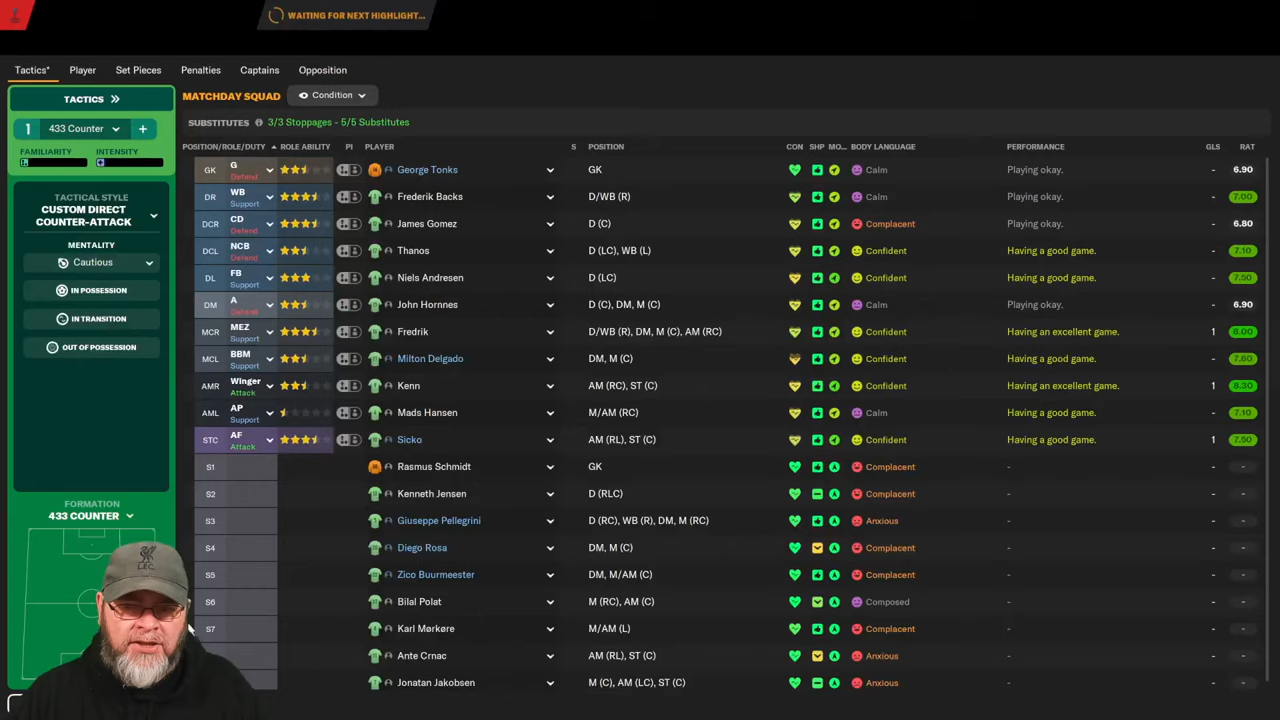 WAITING FOR NEXT HIGHLIGHT...
Tactics* Player Set Pieces Penalties Captains Opposition
TACTICS
MATCHDAY SQUAD Condition
1 433 Counter +
SUBSTITUTES 3/3 Stoppages - 5/5 Substitutes
FAMILIARITY INTENSITY
POSITION/ROLE/DUTY ROLE ABILITY PI PLAYER S POSITION CON SHP MO... BODY LANGUAGE PERFORMANCE GLS RAT
GK G Defend George Tonks GK Calm Playing okay. - 6.90
DR WB Support Frederik Backs D/WB (R) Calm Playing okay. - 7.00
DCR CD Defend James Gomez D (C) Complacent Playing okay. - 6.80
DCL NCB Defend Thanos D (LC), WB (L) Confident Having a good game. - 7.10
DL FB Support Niels Andresen D (LC) Confident Having a good game. - 7.50
DM A Defend John Hornnes D (C), DM, M (C) Calm Playing okay. - 6.90
MCR MEZ Support Fredrik D/WB (R), DM, M (C), AM (RC) Confident Having an excellent game. 1 8.00
MCL BBM Support Milton Delgado DM, M (C) Confident Having a good game. - 7.60
AMR Winger Attack Kenn AM (RC), ST (C) Confident Having an excellent game. 1 8.30
AML AP Support Mads Hansen M/AM (RC) Calm Having a good game. - 7.10
STC AF Attack Sicko AM (RL), ST (C) Confident Having a good game. 1 7.50
S1 Rasmus Schmidt GK Complacent - - -
S2 Kenneth Jensen D (RLC) Complacent - - -
S3 Giuseppe Pellegrini D (RC), WB (R), DM, M (RC) Anxious - - -
S4 Diego Rosa DM, M (C) Complacent - - -
S5 Zico Buurmeester DM, M/AM (C) Complacent - - -
S6 Bilal Polat M (RC), AM (C) Composed - - -
S7 Karl Mørkøre M/AM (L) Complacent - - -
Ante Crnac AM (RL), ST (C) Anxious - - -
Jonatan Jakobsen M (C), AM (LC), ST (C) Anxious - - -
TACTICAL STYLE
CUSTOM DIRECT
COUNTER-ATTACK
MENTALITY
Cautious
IN POSSESSION
IN TRANSITION
OUT OF POSSESSION
FORMATION
433 COUNTER
L.F.C.